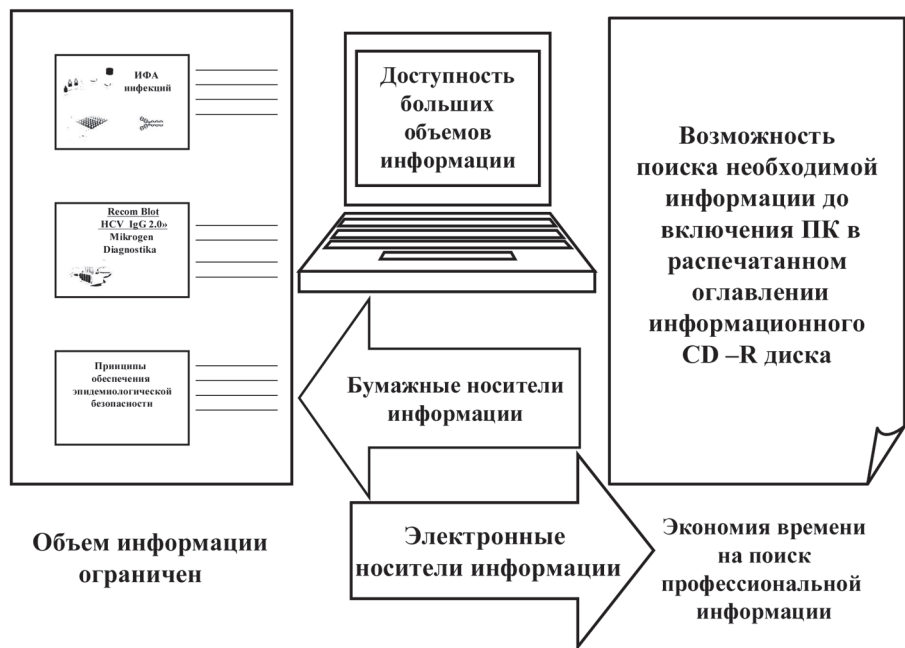 ИФА
инфекций
Recom Blot
HCV IgG 2.0»
Mikrogen
Diagnostika
Принципы
обеспечения
эпидемиологической
безопасности
Объем информации
ограничен
Доступность
больших
объемов
информации
Бумажные носители
информации
Электронные
носители информации
Возможность
поиска необходимой
информации до
включения ПК в
распечатанном
оглавлении
информационного
CD –R диска
Экономия времени
на поиск
профессиональной
информации